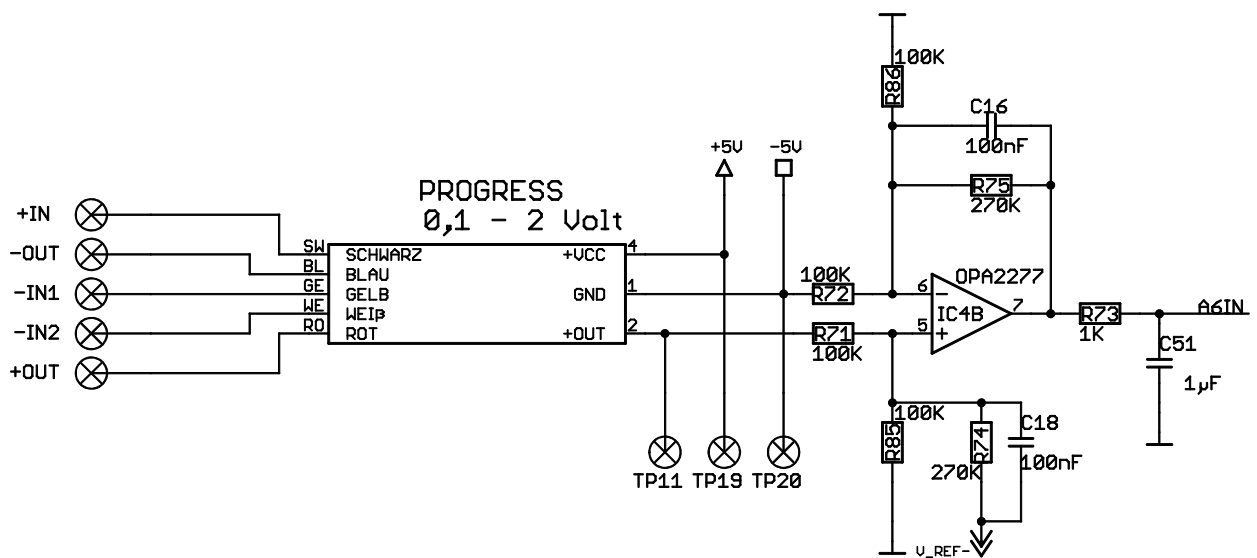 100K
R86
C16
100nF
R75
270K
+5V
-5V
PROGRESS
0,1 - 2 Volt
+IN
-OUT
-IN1
-IN2
+OUT
SW
BL
GE
WE
RO
SCHWARZ
BLAU
GELB
WEIβ
ROT
+VCC
GND
+OUT
4
1
2
100K
R72
R71
100K
6
5
7
OPA2277
IC4B
R73
1K
A6IN
C51
1µF
100K
R85
R74
270K
C18
100nF
TP11
TP19
TP20
V_REF-